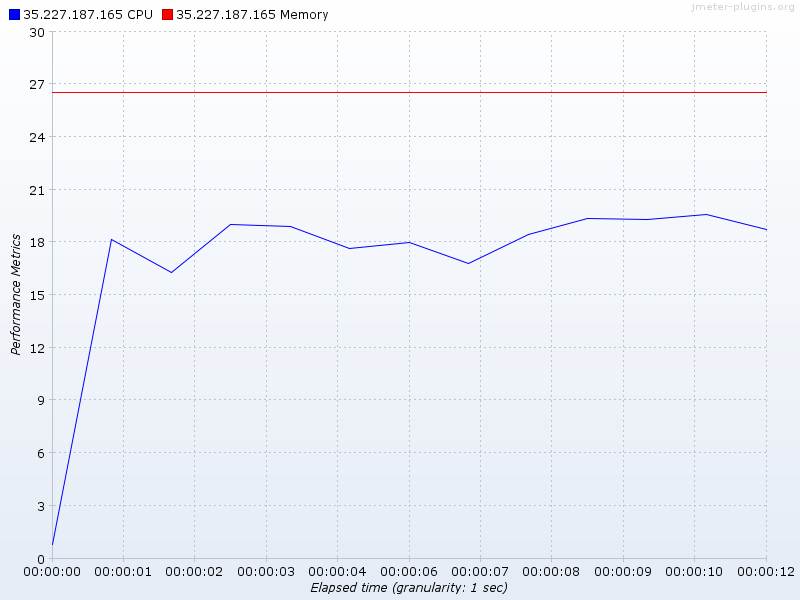 jmeter-plugins.org
35.227.187.165 CPU 35.227.187.165 Memory
30
27
24
21
18
15
12
9
6
3
0
Performance Metrics
00:00:00 00:00:01 00:00:02 00:00:03 00:00:04 00:00:06 00:00:07 00:00:08 00:00:09 00:00:10 00:00:12
Elapsed time (granularity: 1 sec)